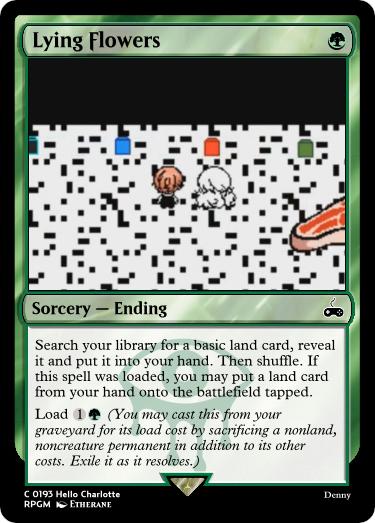 Lying Flowers
Sorcery — Ending
Search your library for a basic land card, reveal
it and put it into your hand. Then shuffle. If
this spell was loaded, you may put a land card
from your hand onto the battlefield tapped.
Load 1 (You may cast this from your
graveyard for its load cost by sacrificing a nonland,
noncreature permanent in addition to its other
costs. Exile it as it resolves.)
C 0193 Hello Charlotte
RPGM Etherane
Denny